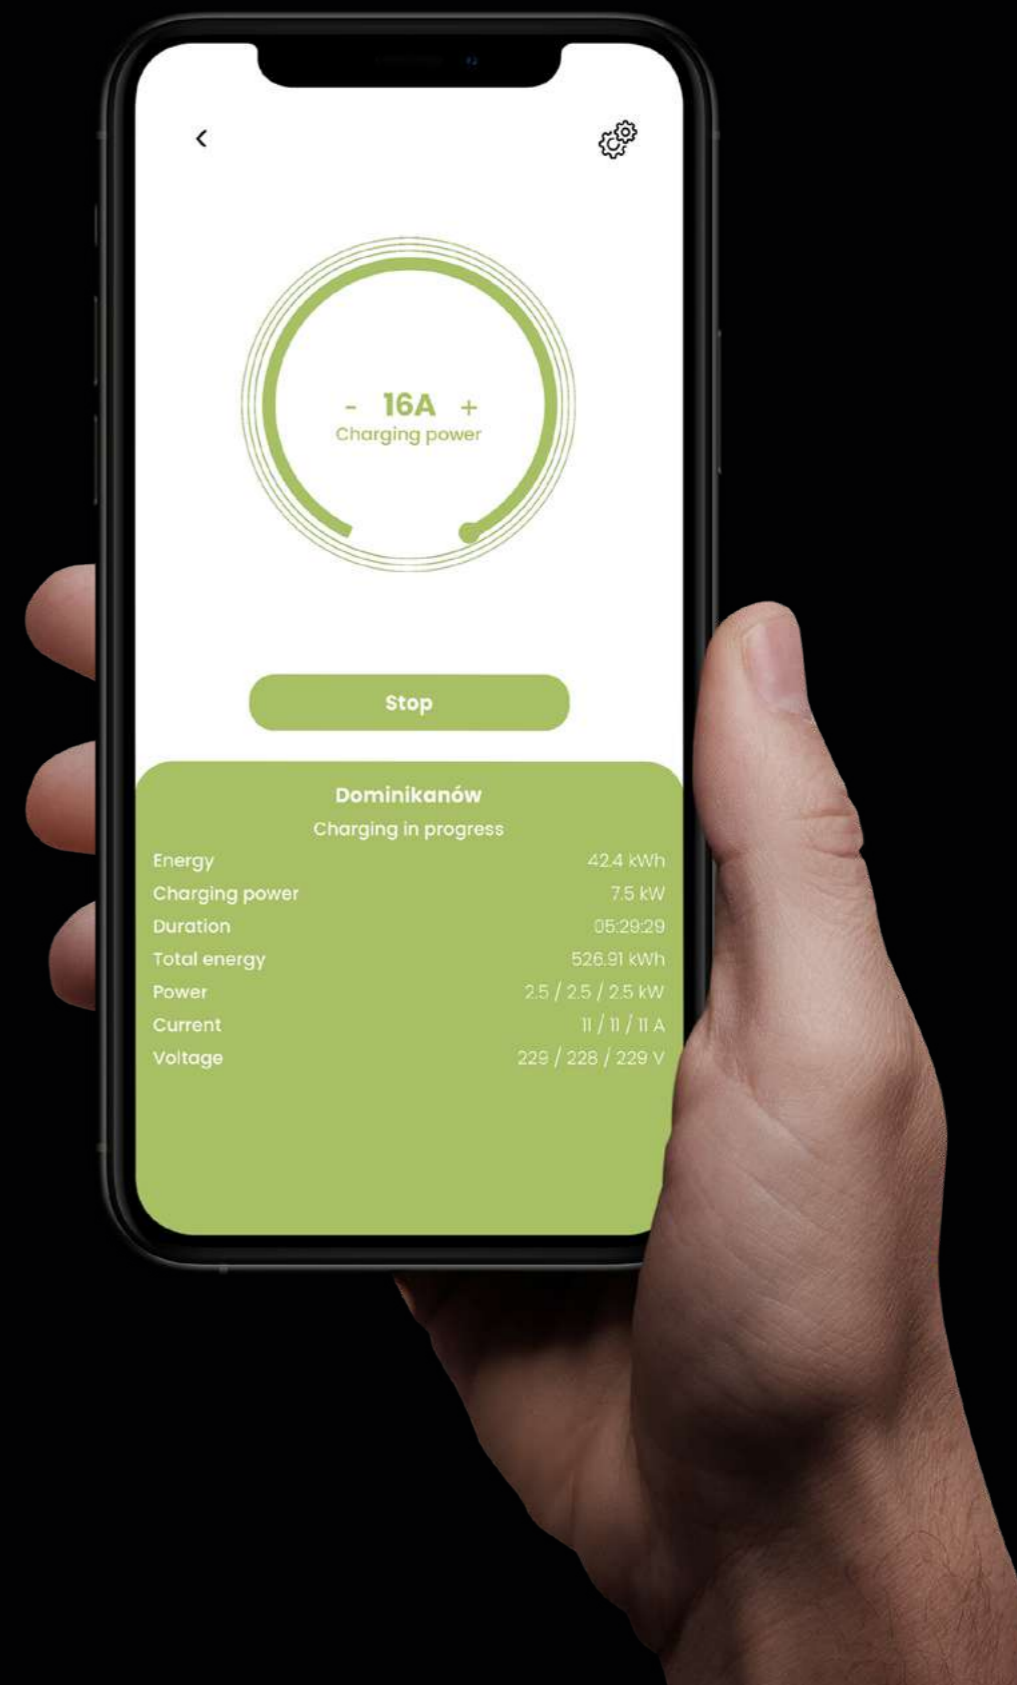 - 16A +
Charging power
Stop
Dominikanów
Charging in progress
Energy 42.4 kWh
Charging power 7.5 kW
Duration 05:29:29
Total energy 526.91 kWh
Power 2.5 / 2.5 / 2.5 kW
Current 11 / 11 / 11 A
Voltage 229 / 228 / 229 V